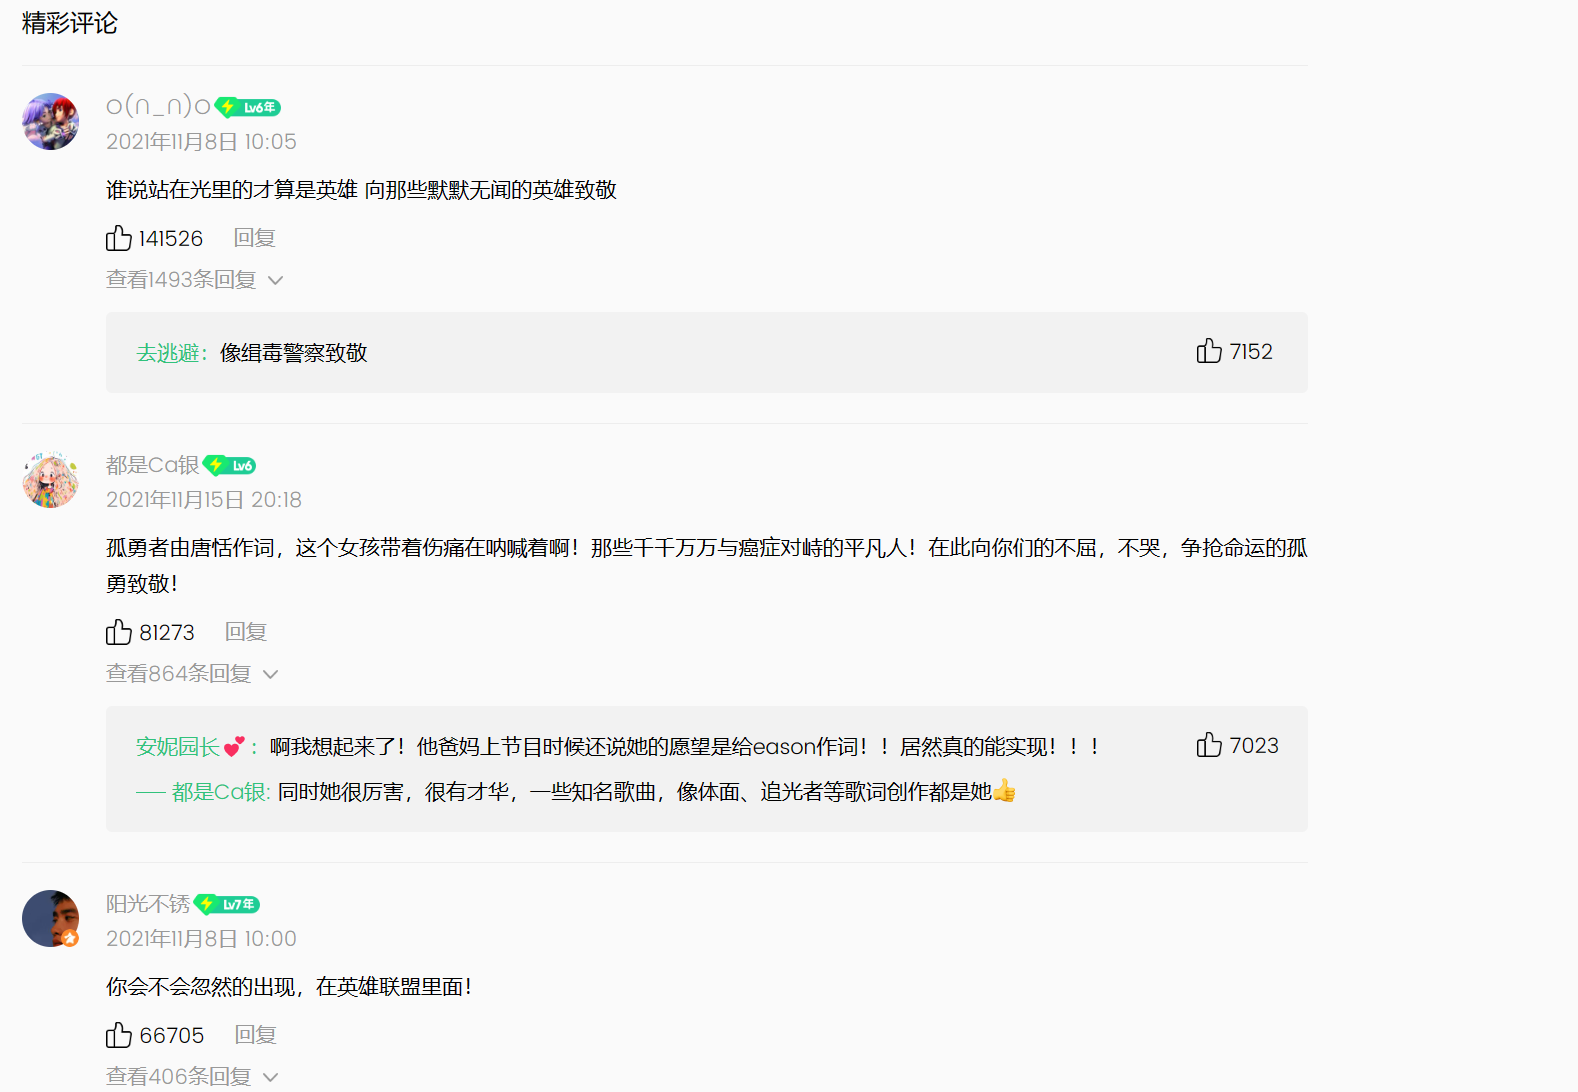 精彩评论
O(∩_∩)O Lv6年
2021年11月8日 10:05
谁说站在光里的才算是英雄 向那些默默无闻的英雄致敬
141526 回复
查看1493条回复
去逃避：像缉毒警察致敬 7152
都是Ca银 Lv6
2021年11月15日 20:18
孤勇者由唐恬作词，这个女孩带着伤痛在呐喊着啊！那些千千万万与癌症对峙的平凡人！在此向你们的不屈，不哭，争抢命运的孤
勇致敬！
81273 回复
查看864条回复
安妮园长💕：啊我想起来了！他爸妈上节目时候还说她的愿望是给eason作词！！居然真的能实现！！！ 7023
—— 都是Ca银: 同时她很厉害，很有才华，一些知名歌曲，像体面、追光者等歌词创作都是她👍
阳光不锈 Lv7年
2021年11月8日 10:00
你会不会忽然的出现，在英雄联盟里面！
66705 回复
查看406条回复